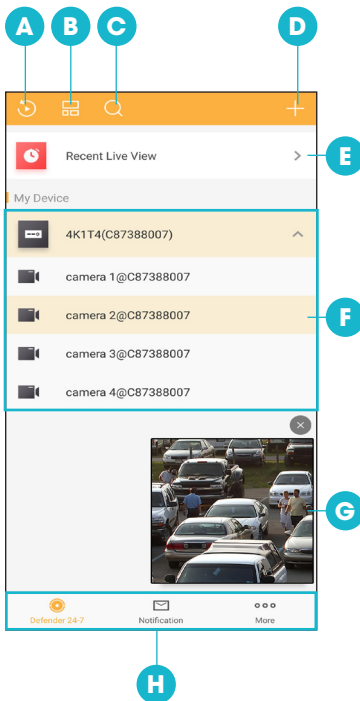 A B C D
Recent Live View
E
My Device
4K1T4(C87388007)
camera 1@C87388007
camera 2@C87388007
F
camera 3@C87388007
camera 4@C87388007
G
Defender 24-7 Notification More
H